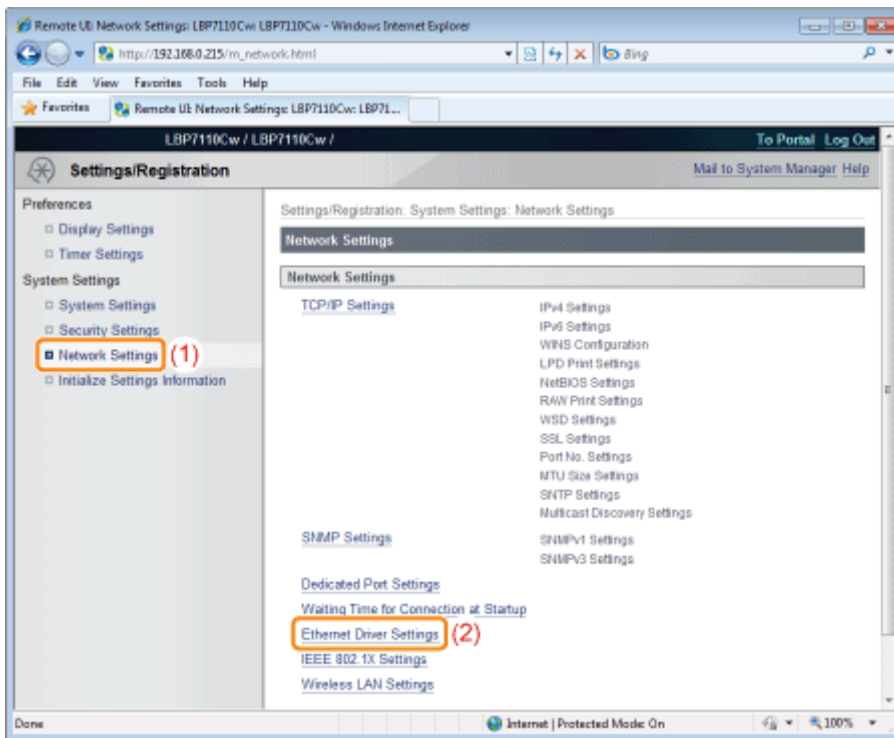 Remote UI: Network Settings: LBP7110Cw: LBP7110Cw - Windows Internet Explorer
http://192.168.0.215/m_network.html
Bing
File Edit View Favorites Tools Help
Favorites
Remote UI: Network Settings: LBP7110Cw: LBP71...
LBP7110Cw / LBP7110Cw /
To Portal Log Out
Settings/Registration
Mail to System Manager Help
Preferences
Display Settings
Timer Settings
System Settings
System Settings
Security Settings
Network Settings (1)
Initialize Settings Information
Settings/Registration: System Settings: Network Settings
Network Settings
Network Settings
TCP/IP Settings
IPv4 Settings
IPv6 Settings
WINS Configuration
LPD Print Settings
NetBIOS Settings
RAW Print Settings
WSD Settings
SSL Settings
Port No. Settings
MTU Size Settings
SNTP Settings
Multicast Discovery Settings
SNMP Settings
SNMPv1 Settings
SNMPv3 Settings
Dedicated Port Settings
Waiting Time for Connection at Startup
Ethernet Driver Settings (2)
IEEE 802.1X Settings
Wireless LAN Settings
Done
Internet | Protected Mode: On
100%